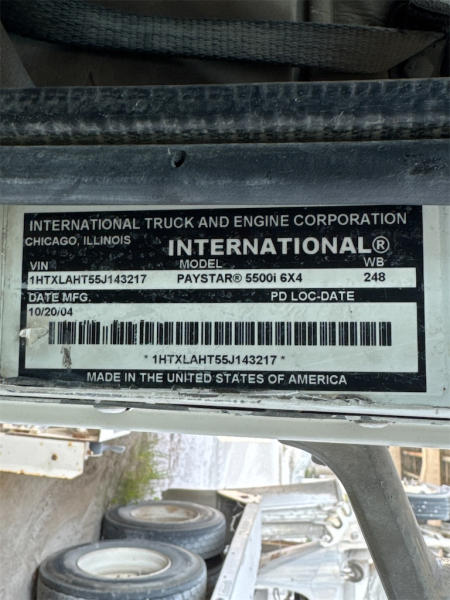 INTERNATIONAL TRUCK AND ENGINE CORPORATION
CHICAGO, ILLINOIS INTERNATIONAL®
VIN MODEL WB
1HTXLAHT55J143217 PAYSTAR® 5500i 6X4 248
DATE MFG. PD LOC-DATE
10/20/04
* 1HTXLAHT55J143217 *
MADE IN THE UNITED STATES OF AMERICA